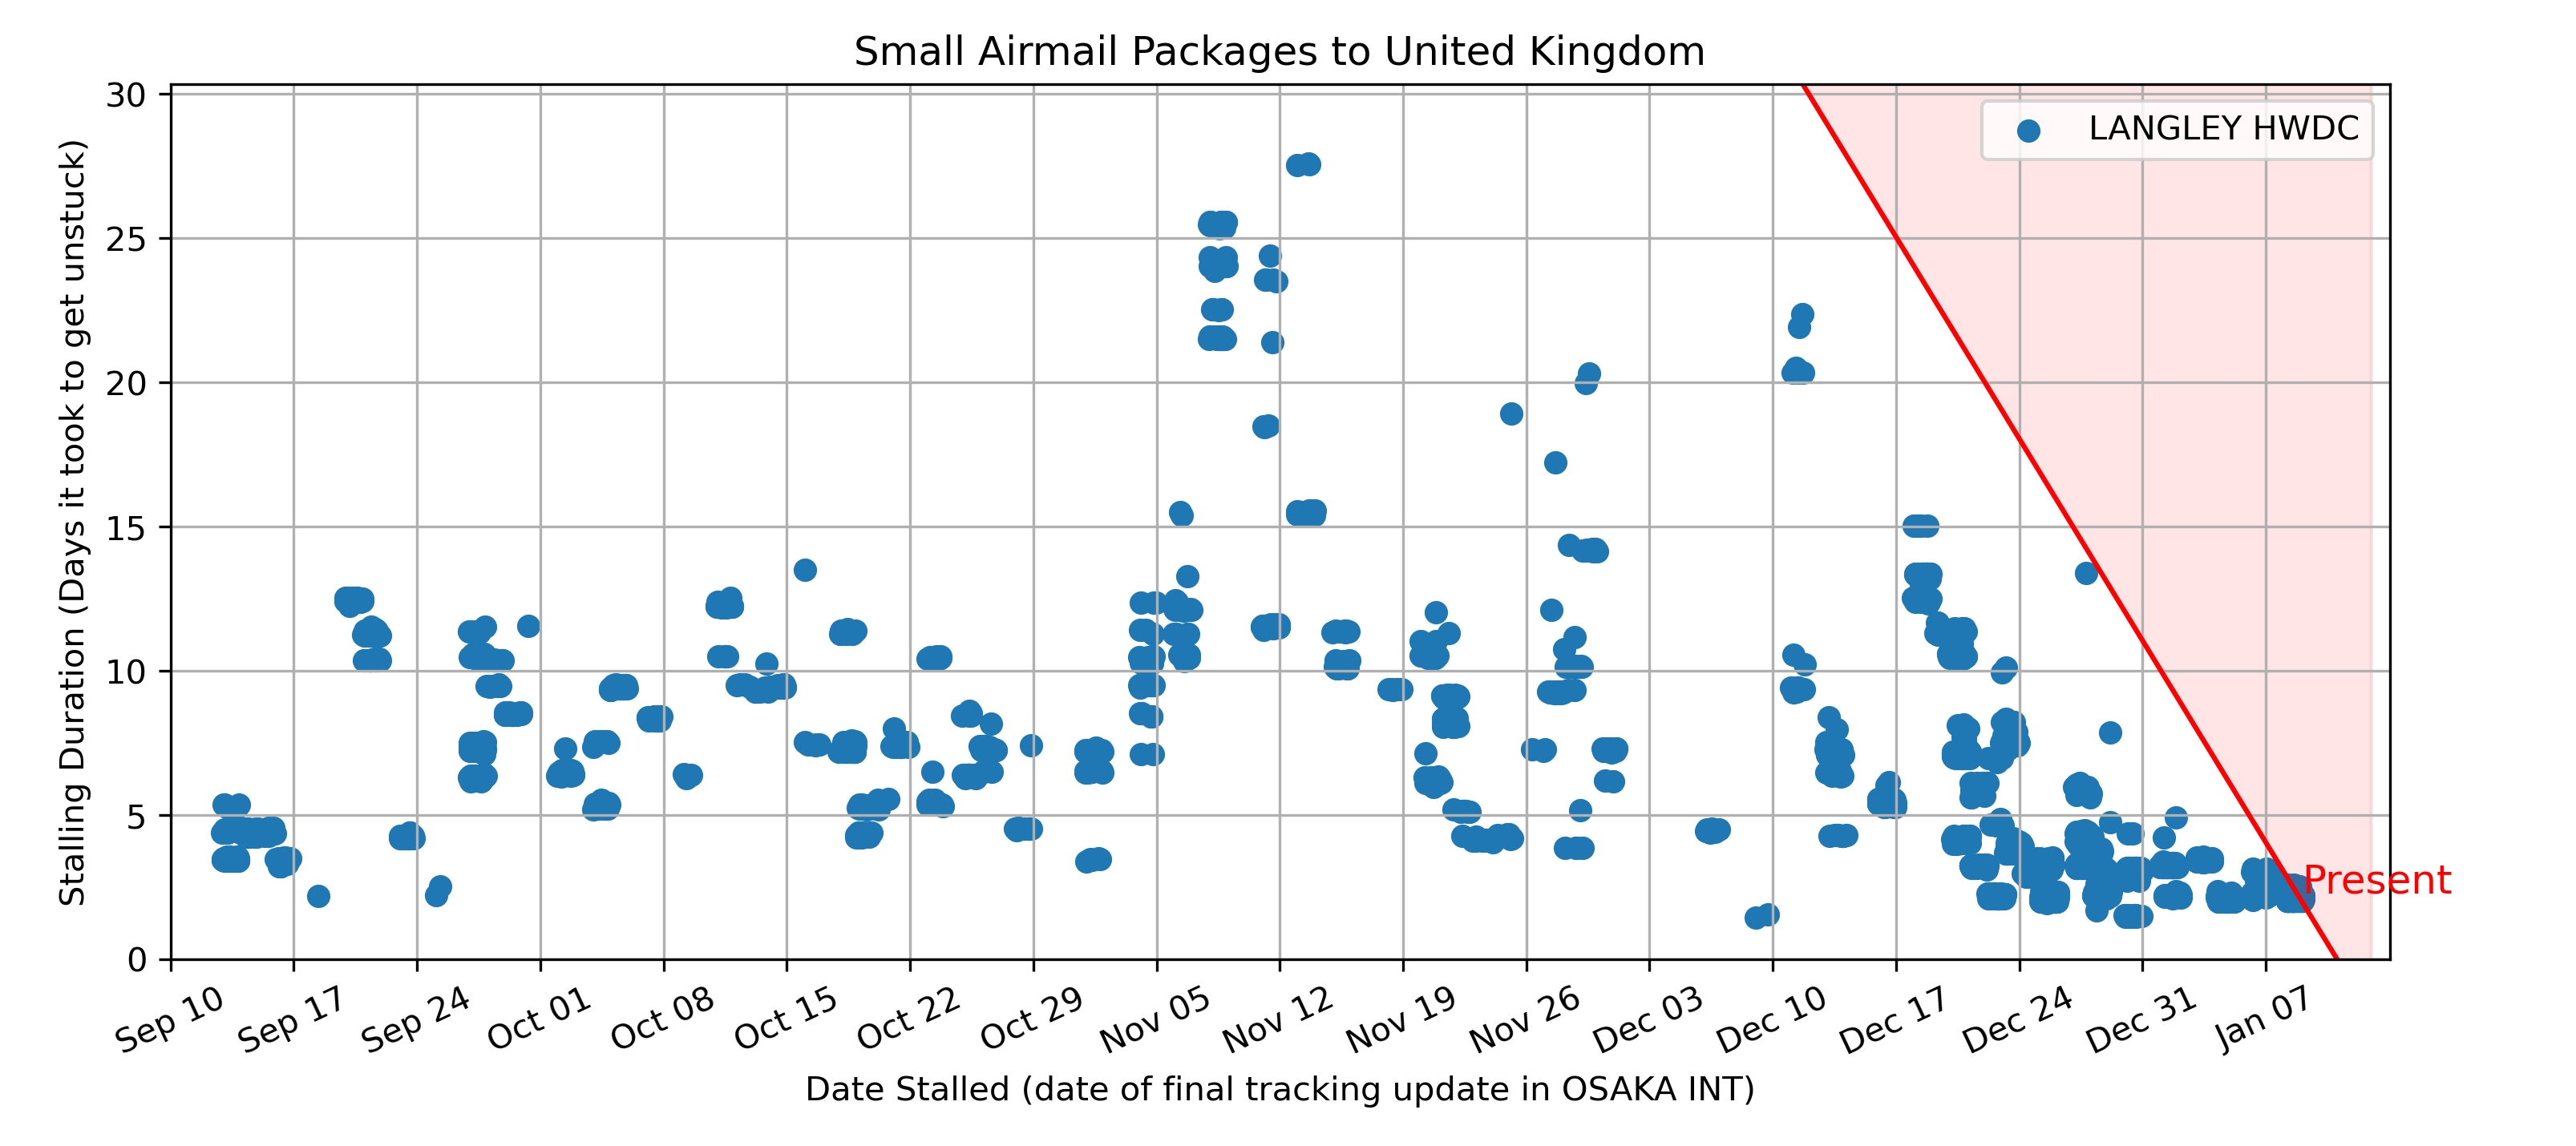 Small Airmail Packages to United Kingdom
LANGLEY HWDC
Stalling Duration (Days it took to get unstuck)
30
25
20
15
10
5
0
Present
Sep 10
Sep 17
Sep 24
Oct 01
Oct 08
Oct 15
Oct 22
Oct 29
Nov 05
Nov 12
Nov 19
Nov 26
Dec 03
Dec 10
Dec 17
Dec 24
Dec 31
Jan 07
Date Stalled (date of final tracking update in OSAKA INT)